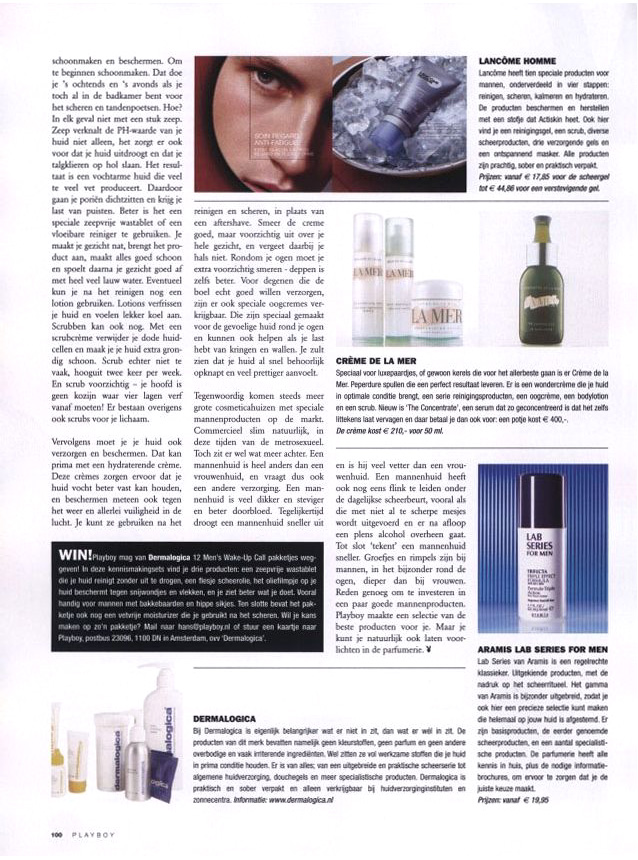 schoonmaken en beschermen. Om
te beginnen schoonmaken. Dat doe
je 's ochtends en 's avonds als je
toch al in de badkamer bent voor
het scheren en tandenpoetsen. Hoe?
In elk geval niet met een stuk zeep.
Zeep verknalt de PH-waarde van je
huid niet alleen, het zorgt er ook
voor dat je huid uitdroogt en dat je
talgklieren op hol slaan. Het resul-
taat is een vochtarme huid die veel
te veel vet produceert. Daardoor
gaan je poriën dichtzitten en krijg je
last van puisten. Beter is het een
speciale zeepvrije wastablet of een
vloeibare reiniger te gebruiken. Je
maakt je gezicht nat, brengt het pro-
duct aan, maakt alles goed schoon
en spoelt daarna je gezicht goed af
met heel veel lauw water. Eventueel
kun je na het reinigen nog een
lotion gebruiken. Lotions verfrissen
je huid en voelen lekker koel aan.
Scrubben kan ook nog. Met een
scrubcrème verwijder je dode huid-
cellen en maak je je huid extra gron-
dig schoon. Scrub echter niet te
vaak, hooguit twee keer per week.
En scrub voorzichtig – je hoofd is
geen kozijn waar vier lagen verf
vanaf moeten! Er bestaan overigens
ook scrubs voor je lichaam.
Vervolgens moet je je huid ook
verzorgen en beschermen. Dat kan
prima met een hydraterende crème.
Deze crèmes zorgen ervoor dat je
huid vocht beter vast kan houden,
en beschermen meteen ook tegen
het weer en allerlei vuiligheid in de
lucht. Je kunt ze gebruiken na het
reinigen en scheren, in plaats van
een aftershave. Smeer de creme
goed, maar voorzichtig uit over je
hele gezicht, en vergeet daarbij je
hals niet. Rondom je ogen moet je
extra voorzichtig smeren - deppen is
zelfs beter. Voor degenen die de
boel echt goed willen verzorgen,
zijn er ook speciale oogcremes ver-
krijgbaar. Die zijn speciaal gemaakt
voor de gevoelige huid rond je ogen
en kunnen ook helpen als je last
hebt van kringen en wallen. Je zult
zien dat je huid al snel behoorlijk
opknapt en veel prettiger aanvoelt.
Tegenwoordig komen steeds meer
grote cosmeticahuizen met speciale
mannenproducten op de markt.
Commercieel slim natuurlijk, in
deze tijden van de metrosexueel.
Toch zit er wel wat meer achter. Een
mannenhuid is heel anders dan een
vrouwenhuid, en vraagt dus ook
een andere verzorging. Een man-
nenhuid is veel dikker en steviger
en beter doorbloed. Tegelijkertijd
droogt een mannenhuid sneller uit
en is hij veel vetter dan een vrou-
wenhuid. Een mannenhuid heeft
ook nog eens flink te leiden onder
de dagelijkse scheerbeurt, vooral als
die met niet al te scherpe mesjes
wordt uitgevoerd en er na afloop
een plens alcohol overheen gaat.
Tot slot 'tekent' een mannenhuid
sneller. Groefjes en rimpels zijn bij
mannen, in het bijzonder rond de
ogen, dieper dan bij vrouwen.
Reden genoeg om te investeren in
een paar goede mannenproducten.
Playboy maakte een selectie van de
beste producten voor je. Maar je
kunt je natuurlijk ook laten voor-
lichten in de parfumerie. ¥
SOIN REGARD
ANTI-FATIGUE
LANCÔME HOMME
Lancôme heeft tien speciale producten voor
mannen, onderverdeeld in vier stappen:
reinigen, scheren, kalmeren en hydrateren.
De producten beschermen en herstellen
met een stofje dat Actiskin heet. Ook hier
vind je een reinigingsgel, een scrub, diverse
scheerproducten, drie verzorgende gels en
een ontspannend masker. Alle producten
zijn prachtig, sober en praktisch verpakt.
Prijzen: vanaf € 17,85 voor de scheergel
tot € 44,86 voor een verstevigende gel.
LA MER
LA MER
LA MER
LA MER
CRÈME DE LA MER
Speciaal voor luxepaardjes, of gewoon kerels die voor het allerbeste gaan is er Crème de la
Mer. Peperdure spullen die een perfect resultaat leveren. Er is een wondercrème die je huid
in optimale conditie brengt, een serie reinigingsproducten, een oogcrème, een bodylotion
en een scrub. Nieuw is 'The Concentrate', een serum dat zo geconcentreerd is dat het zelfs
littekens laat vervagen en daar betaal je dan ook voor: een potje kost € 400,-.
De crème kost € 210,- voor 50 ml.
LAB
SERIES
FOR MEN
ARAMIS LAB SERIES FOR MEN
Lab Series van Aramis is een regelrechte
klassieker. Uitgekiende producten, met de
nadruk op het scheerritueel. Het gamma
van Aramis is bijzonder uitgebreid, zodat je
ook hier een precieze selectie kunt maken
die helemaal op jouw huid is afgestemd. Er
zijn basisproducten, de eerder genoemde
scheerproducten, en een aantal specialisti-
sche producten. De parfumerie heeft alle
kennis in huis, plus de nodige informatie-
brochures, om ervoor te zorgen dat je de
juiste keuze maakt.
Prijzen: vanaf € 19,95
WIN! Playboy mag van Dermalogica 12 Men's Wake-Up Call pakketjes weg-
geven! In deze kennismakingsets vind je drie producten: een zeepvrije wastablet
die je huid reinigt zonder uit te drogen, een flesje scheerolie, het oliefilmpje op je
huid beschermt tegen snijwondjes en vlekken, en je ziet beter wat je doet. Vooral
handig voor mannen met bakkebaarden en hippe sikjes. Ten slotte bevat het pak-
ketje ook nog een vetvrije moisturizer die je gebruikt na het scheren. Wil je kans
maken op zo'n pakketje? Mail naar hans@playboy.nl of stuur een kaartje naar
Playboy, postbus 23096, 1100 DN in Amsterdam, ovv 'Dermalogica'.
dermalogica
dermalogica
DERMALOGICA
Bij Dermalogica is eigenlijk belangrijker wat er niet in zit, dan wat er wél in zit. De
producten van dit merk bevatten namelijk geen kleurstoffen, geen parfum en geen andere
overbodige en vaak irriterende ingrediënten. Wel zitten ze vol werkzame stoffen die je huid
in prima conditie houden. Er is van alles; van een uitgebreide en praktische scheerserie tot
algemene huidverzorging, douchegels en meer specialistische producten. Dermalogica is
praktisch en sober verpakt en alleen verkrijgbaar bij huidverzorgingsinstituten en
zonnecentra. Informatie: www.dermalogica.nl
100 PLAYBOY